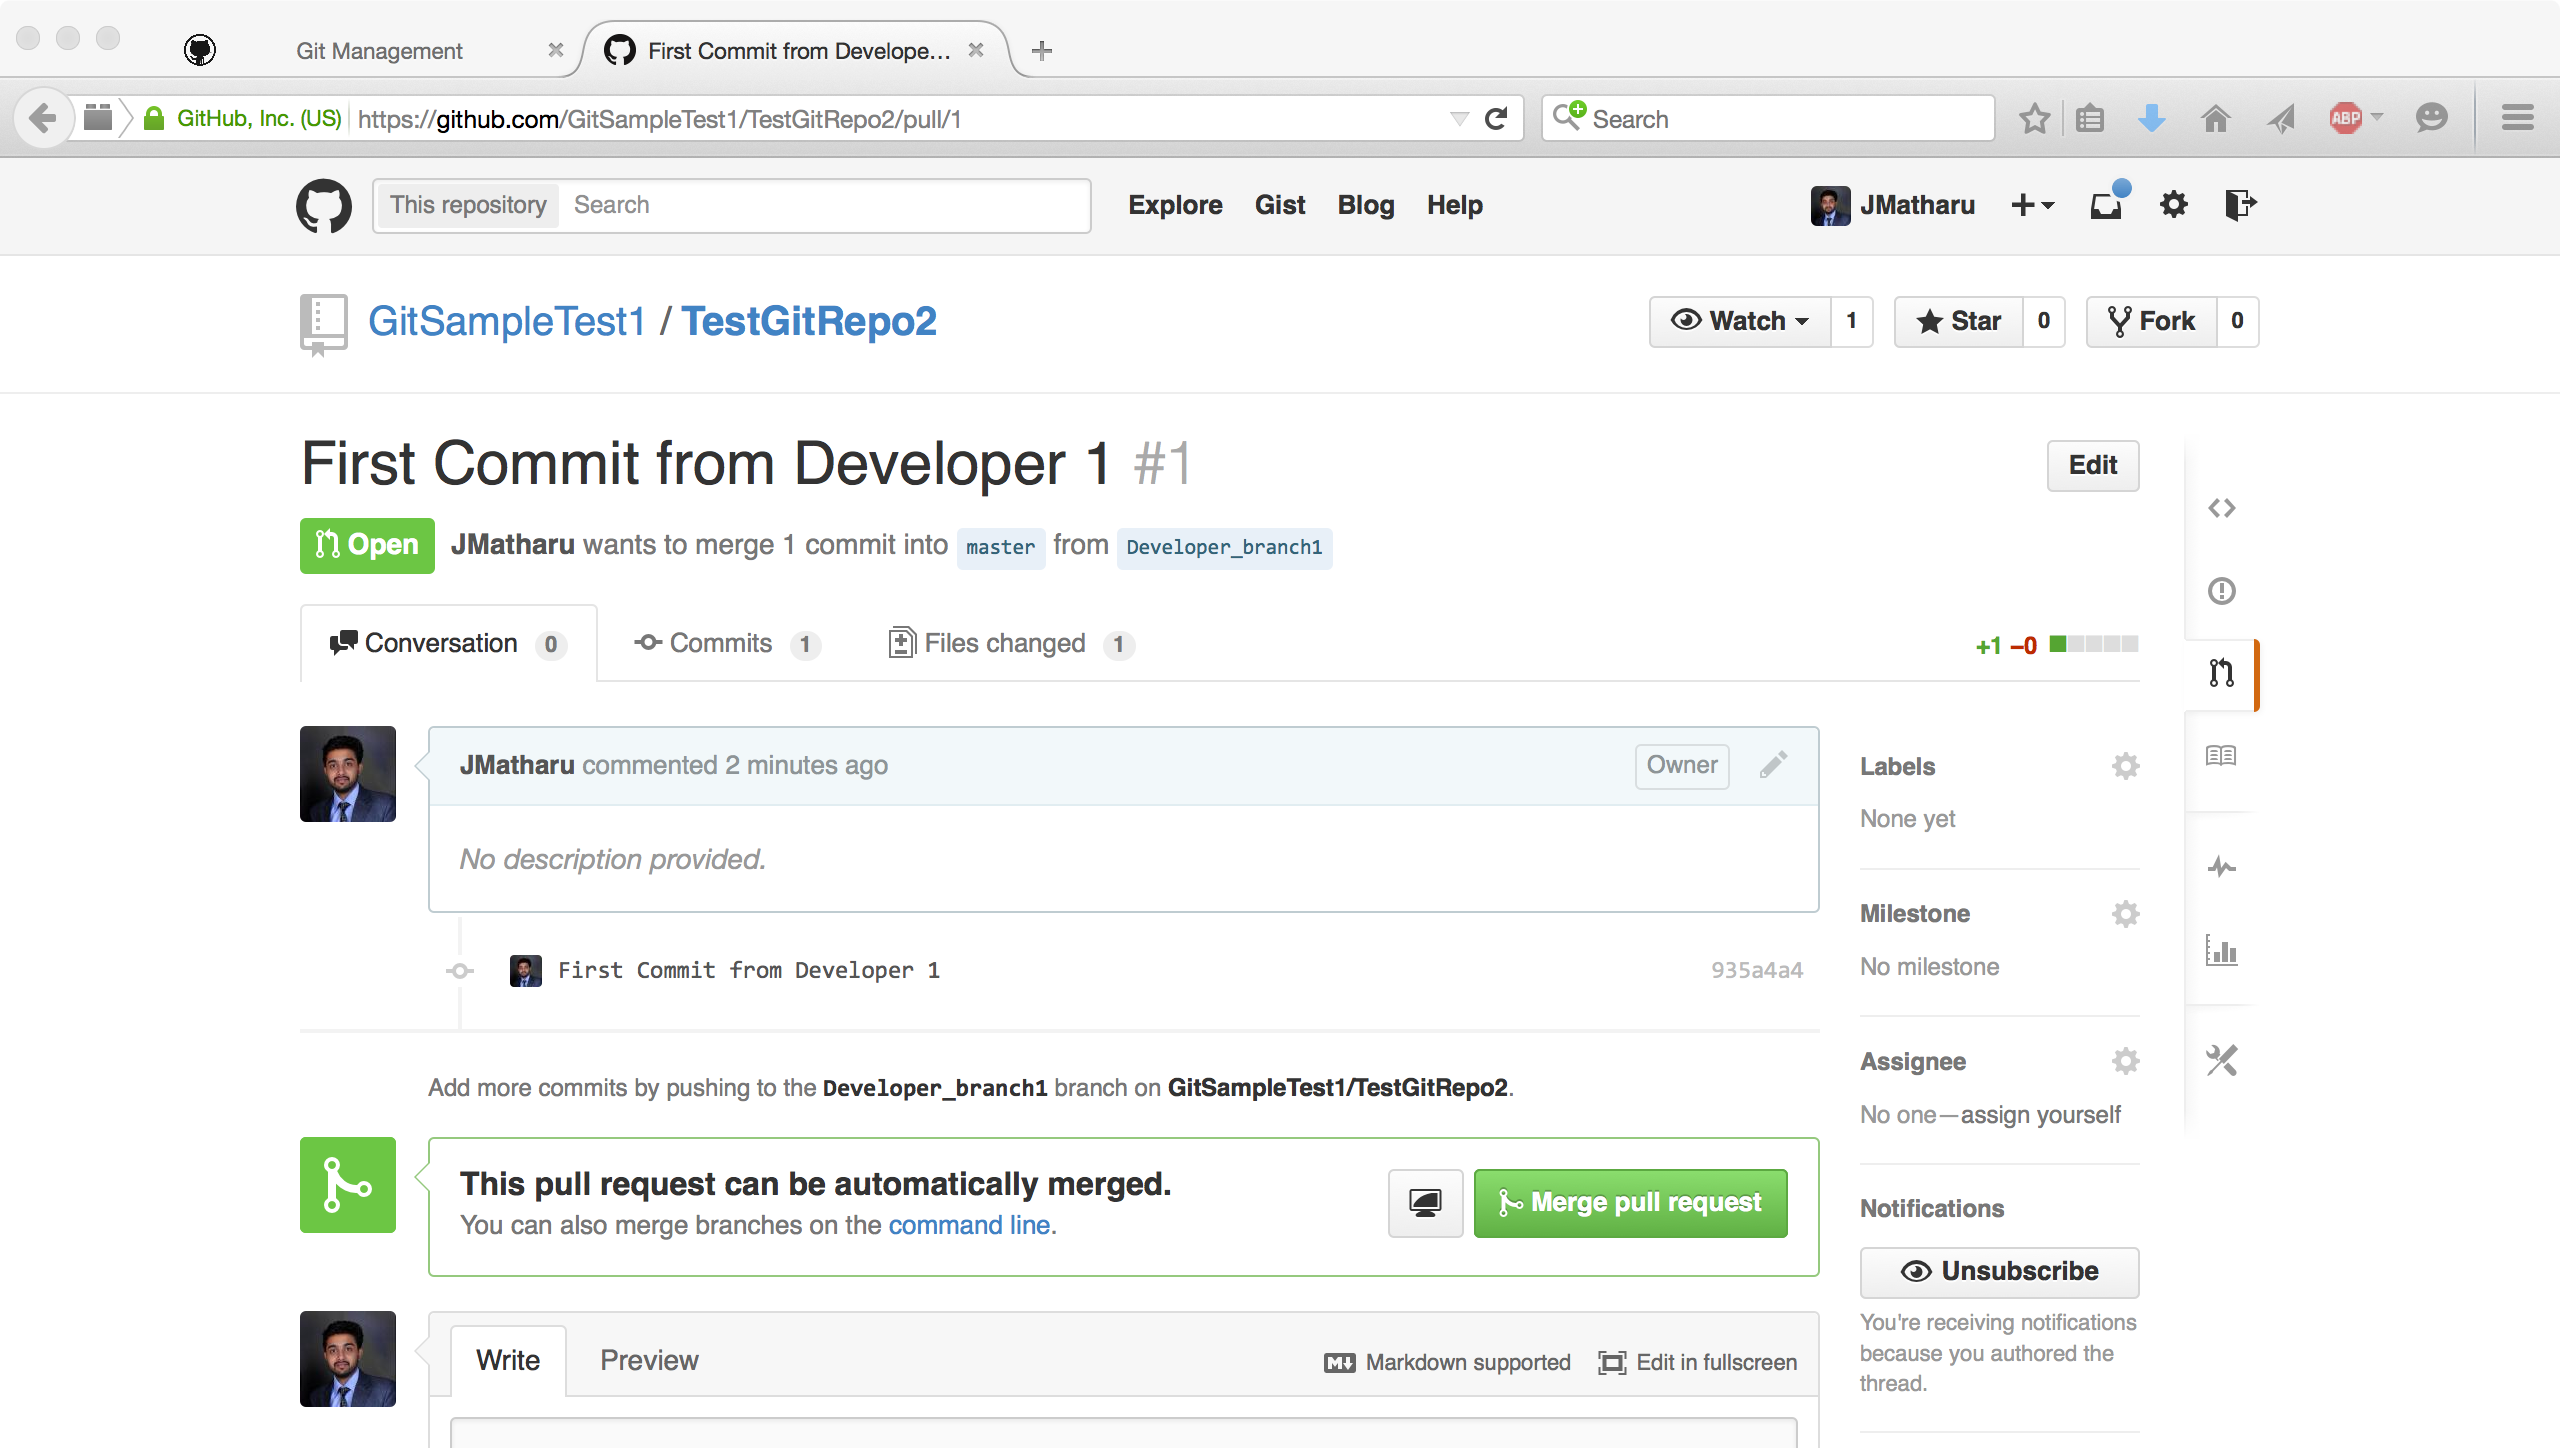 Git Management
First Commit from Develope...
GitHub, Inc. (US) https://github.com/GitSampleTest1/TestGitRepo2/pull/1 Search ABP
This repository Search Explore Gist Blog Help JMatharu
GitSampleTest1 / TestGitRepo2 Watch 1 Star 0 Fork 0
First Commit from Developer 1 #1 Edit
Open JMatharu wants to merge 1 commit into master from Developer_branch1
Conversation 0 Commits 1 Files changed 1 +1 −0
JMatharu commented 2 minutes ago Owner
No description provided.
First Commit from Developer 1 935a4a4
Add more commits by pushing to the Developer_branch1 branch on GitSampleTest1/TestGitRepo2.
This pull request can be automatically merged.
You can also merge branches on the command line.
Merge pull request
Write Preview Markdown supported Edit in fullscreen
Labels
None yet
Milestone
No milestone
Assignee
No one—assign yourself
Notifications
Unsubscribe
You're receiving notifications
because you authored the
thread.